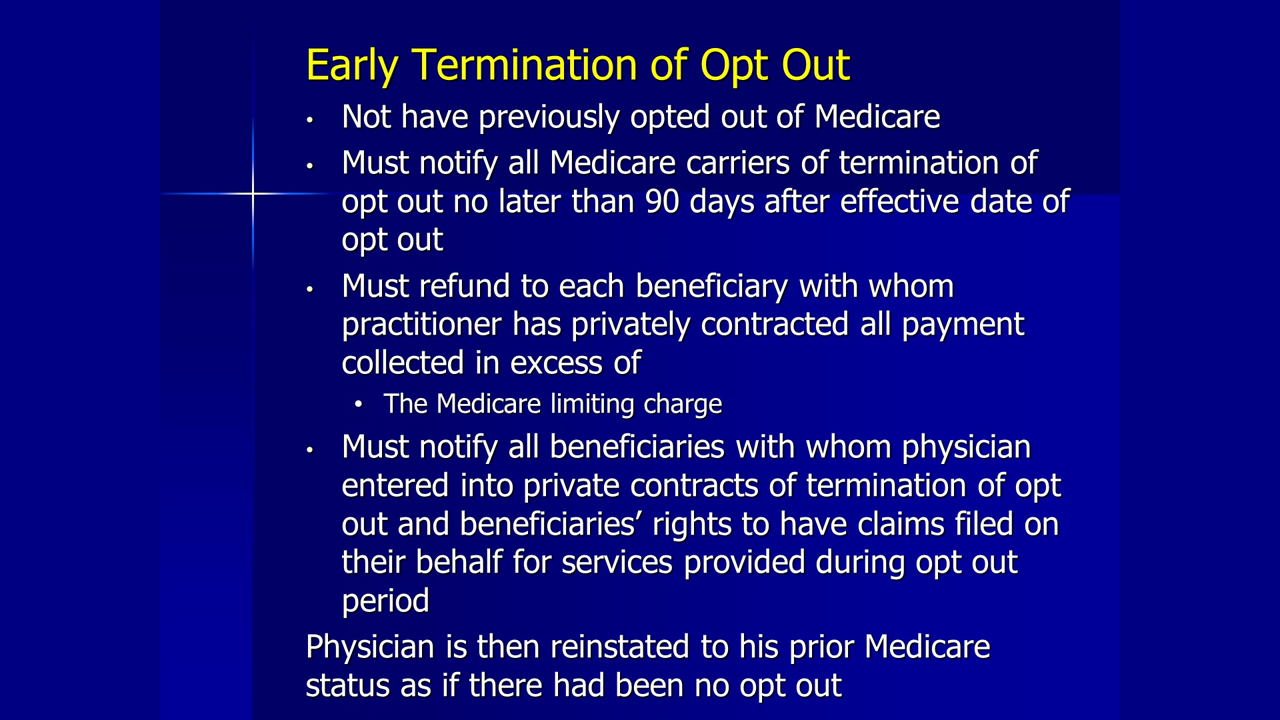 Early Termination of Opt Out
• Not have previously opted out of Medicare
• Must notify all Medicare carriers of termination of
opt out no later than 90 days after effective date of
opt out
• Must refund to each beneficiary with whom
practitioner has privately contracted all payment
collected in excess of
• The Medicare limiting charge
• Must notify all beneficiaries with whom physician
entered into private contracts of termination of opt
out and beneficiaries’ rights to have claims filed on
their behalf for services provided during opt out
period
Physician is then reinstated to his prior Medicare
status as if there had been no opt out